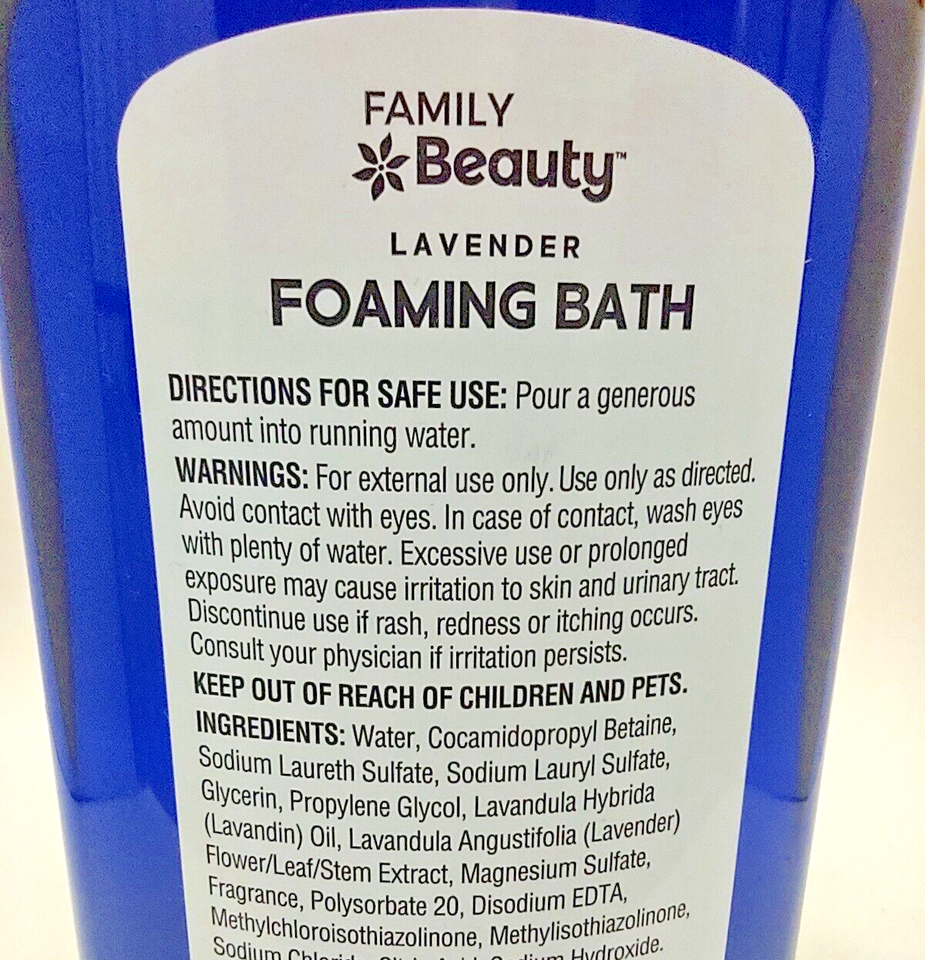 FAMILY
Beauty™
LAVENDER
FOAMING BATH
DIRECTIONS FOR SAFE USE: Pour a generous
amount into running water.
WARNINGS: For external use only. Use only as directed.
Avoid contact with eyes. In case of contact, wash eyes
with plenty of water. Excessive use or prolonged
exposure may cause irritation to skin and urinary tract.
Discontinue use if rash, redness or itching occurs.
Consult your physician if irritation persists.
KEEP OUT OF REACH OF CHILDREN AND PETS.
INGREDIENTS: Water, Cocamidopropyl Betaine,
Sodium Laureth Sulfate, Sodium Lauryl Sulfate,
Glycerin, Propylene Glycol, Lavandula Hybrida
(Lavandin) Oil, Lavandula Angustifolia (Lavender)
Flower/Leaf/Stem Extract, Magnesium Sulfate,
Fragrance, Polysorbate 20, Disodium EDTA,
Methylchloroisothiazolinone, Methylisothiazolinone,
Sodium Hydroxide.